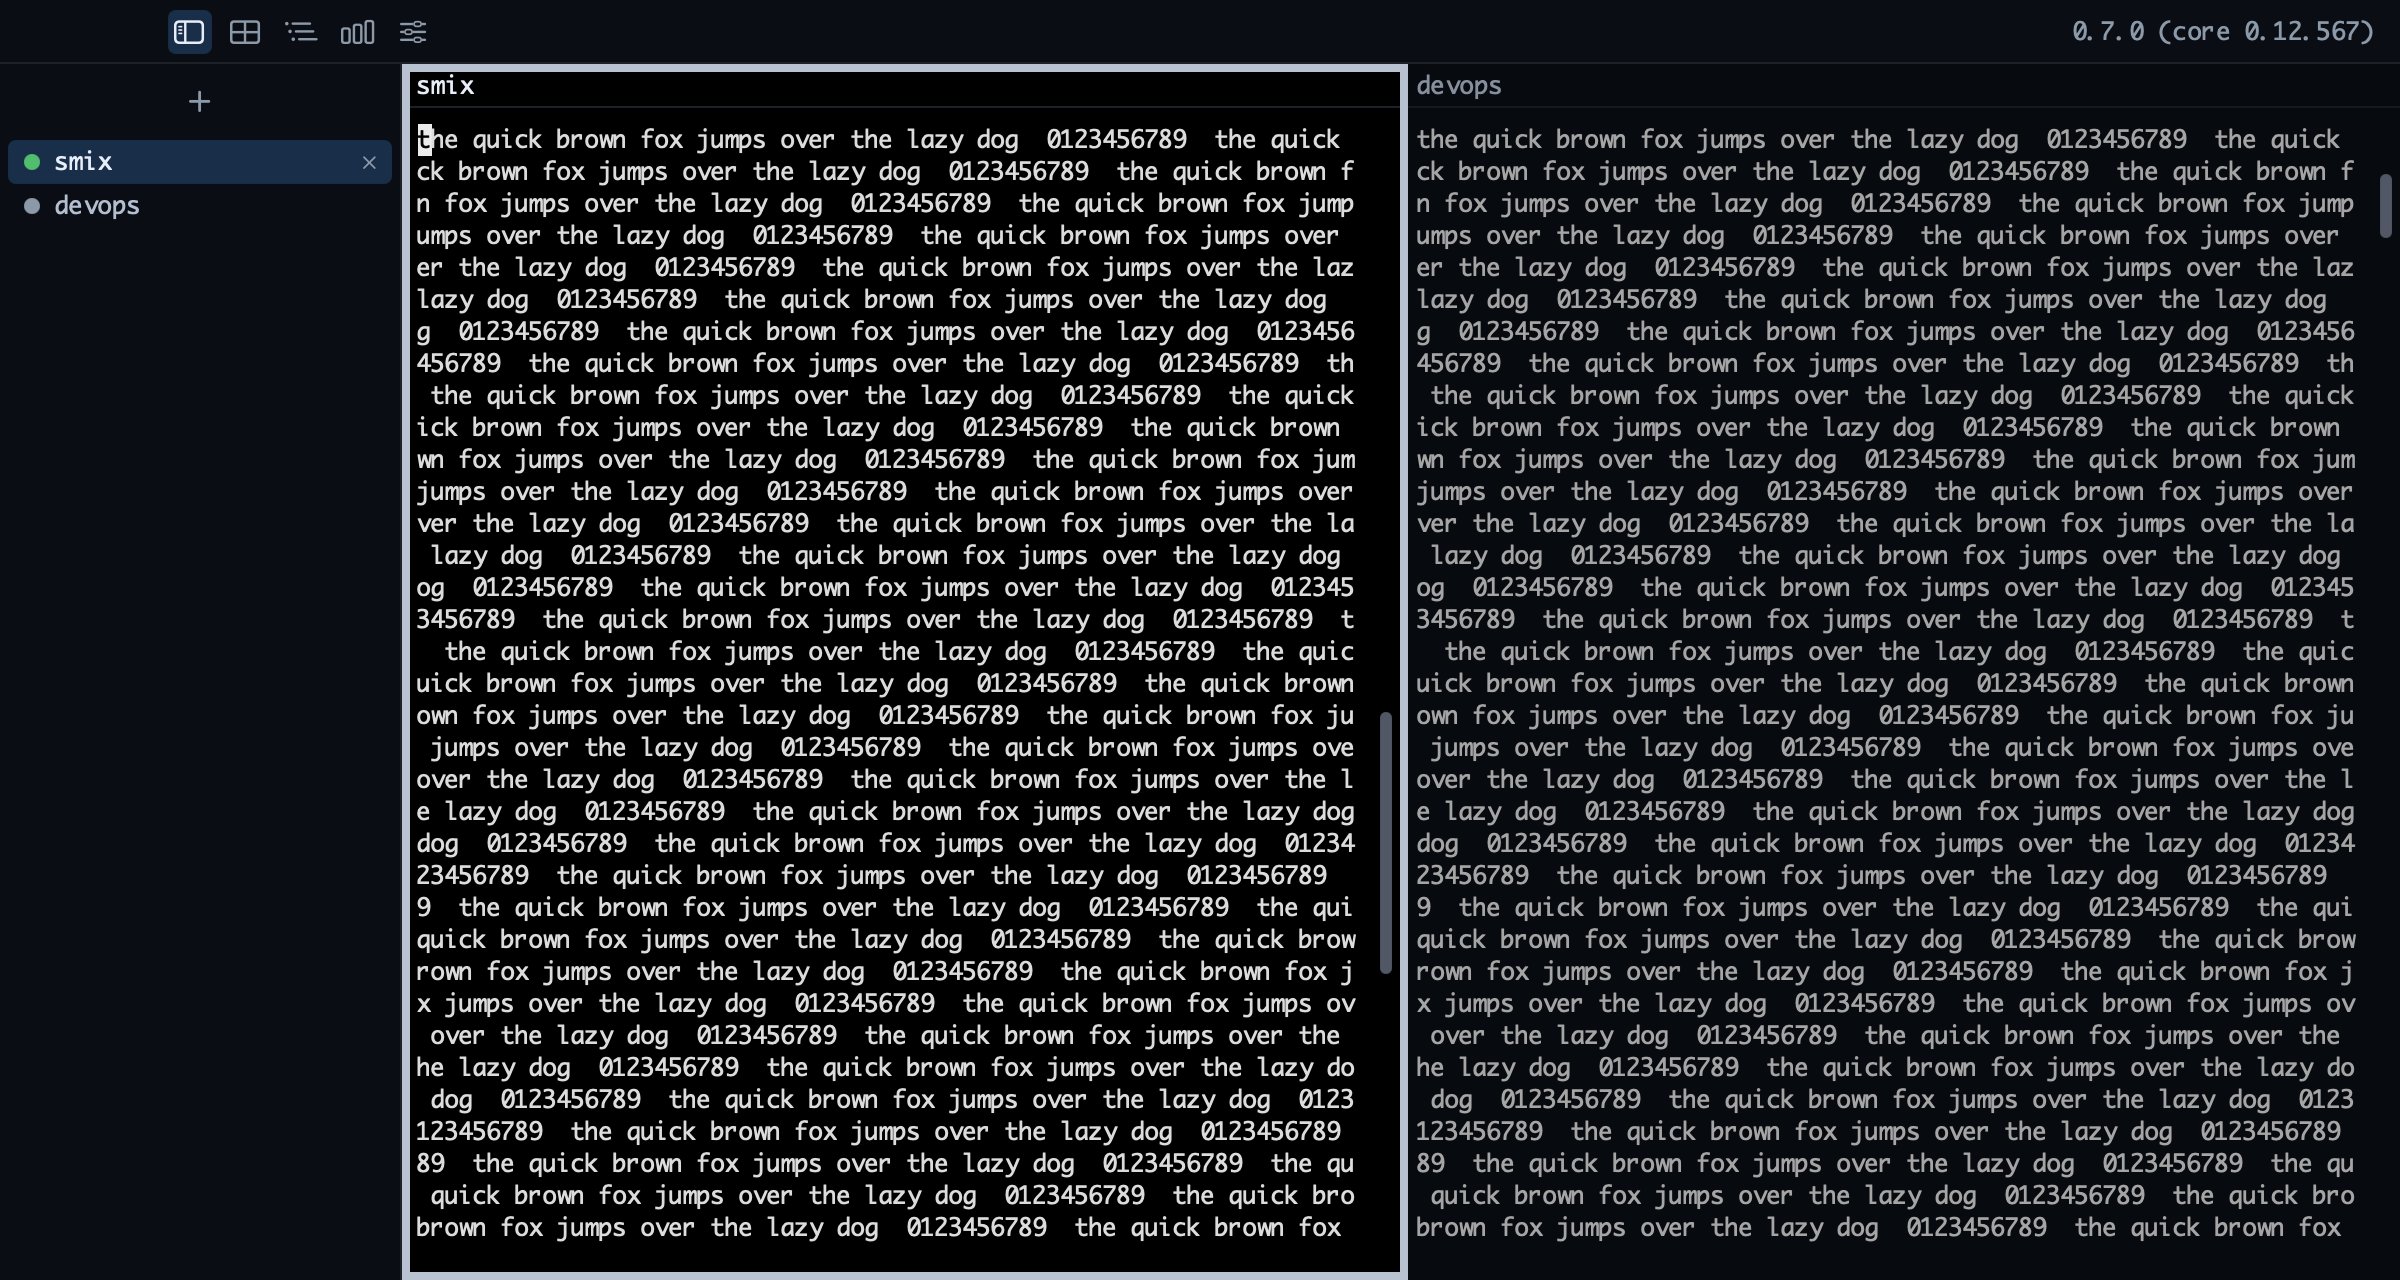 0.7.0 (core 0.12.567)
+
smix ×
devops
smix
the quick brown fox jumps over the lazy dog  0123456789  the quick
ck brown fox jumps over the lazy dog  0123456789  the quick brown f
n fox jumps over the lazy dog  0123456789  the quick brown fox jump
umps over the lazy dog  0123456789  the quick brown fox jumps over
er the lazy dog  0123456789  the quick brown fox jumps over the laz
lazy dog  0123456789  the quick brown fox jumps over the lazy dog
g  0123456789  the quick brown fox jumps over the lazy dog  0123456
456789  the quick brown fox jumps over the lazy dog  0123456789  th
 the quick brown fox jumps over the lazy dog  0123456789  the quick
ick brown fox jumps over the lazy dog  0123456789  the quick brown
wn fox jumps over the lazy dog  0123456789  the quick brown fox jum
jumps over the lazy dog  0123456789  the quick brown fox jumps over
ver the lazy dog  0123456789  the quick brown fox jumps over the la
 lazy dog  0123456789  the quick brown fox jumps over the lazy dog
og  0123456789  the quick brown fox jumps over the lazy dog  012345
3456789  the quick brown fox jumps over the lazy dog  0123456789  t
  the quick brown fox jumps over the lazy dog  0123456789  the quic
uick brown fox jumps over the lazy dog  0123456789  the quick brown
own fox jumps over the lazy dog  0123456789  the quick brown fox ju
 jumps over the lazy dog  0123456789  the quick brown fox jumps ove
over the lazy dog  0123456789  the quick brown fox jumps over the l
e lazy dog  0123456789  the quick brown fox jumps over the lazy dog
dog  0123456789  the quick brown fox jumps over the lazy dog  01234
23456789  the quick brown fox jumps over the lazy dog  0123456789
9  the quick brown fox jumps over the lazy dog  0123456789  the qui
quick brown fox jumps over the lazy dog  0123456789  the quick brow
rown fox jumps over the lazy dog  0123456789  the quick brown fox j
x jumps over the lazy dog  0123456789  the quick brown fox jumps ov
 over the lazy dog  0123456789  the quick brown fox jumps over the
he lazy dog  0123456789  the quick brown fox jumps over the lazy do
 dog  0123456789  the quick brown fox jumps over the lazy dog  0123
123456789  the quick brown fox jumps over the lazy dog  0123456789
89  the quick brown fox jumps over the lazy dog  0123456789  the qu
 quick brown fox jumps over the lazy dog  0123456789  the quick bro
brown fox jumps over the lazy dog  0123456789  the quick brown fox
devops
the quick brown fox jumps over the lazy dog  0123456789  the quick
ck brown fox jumps over the lazy dog  0123456789  the quick brown f
n fox jumps over the lazy dog  0123456789  the quick brown fox jump
umps over the lazy dog  0123456789  the quick brown fox jumps over
er the lazy dog  0123456789  the quick brown fox jumps over the laz
lazy dog  0123456789  the quick brown fox jumps over the lazy dog
g  0123456789  the quick brown fox jumps over the lazy dog  0123456
456789  the quick brown fox jumps over the lazy dog  0123456789  th
 the quick brown fox jumps over the lazy dog  0123456789  the quick
ick brown fox jumps over the lazy dog  0123456789  the quick brown
wn fox jumps over the lazy dog  0123456789  the quick brown fox jum
jumps over the lazy dog  0123456789  the quick brown fox jumps over
ver the lazy dog  0123456789  the quick brown fox jumps over the la
 lazy dog  0123456789  the quick brown fox jumps over the lazy dog
og  0123456789  the quick brown fox jumps over the lazy dog  012345
3456789  the quick brown fox jumps over the lazy dog  0123456789  t
  the quick brown fox jumps over the lazy dog  0123456789  the quic
uick brown fox jumps over the lazy dog  0123456789  the quick brown
own fox jumps over the lazy dog  0123456789  the quick brown fox ju
 jumps over the lazy dog  0123456789  the quick brown fox jumps ove
over the lazy dog  0123456789  the quick brown fox jumps over the l
e lazy dog  0123456789  the quick brown fox jumps over the lazy dog
dog  0123456789  the quick brown fox jumps over the lazy dog  01234
23456789  the quick brown fox jumps over the lazy dog  0123456789
9  the quick brown fox jumps over the lazy dog  0123456789  the qui
quick brown fox jumps over the lazy dog  0123456789  the quick brow
rown fox jumps over the lazy dog  0123456789  the quick brown fox j
x jumps over the lazy dog  0123456789  the quick brown fox jumps ov
 over the lazy dog  0123456789  the quick brown fox jumps over the
he lazy dog  0123456789  the quick brown fox jumps over the lazy do
 dog  0123456789  the quick brown fox jumps over the lazy dog  0123
123456789  the quick brown fox jumps over the lazy dog  0123456789
89  the quick brown fox jumps over the lazy dog  0123456789  the qu
 quick brown fox jumps over the lazy dog  0123456789  the quick bro
brown fox jumps over the lazy dog  0123456789  the quick brown fox